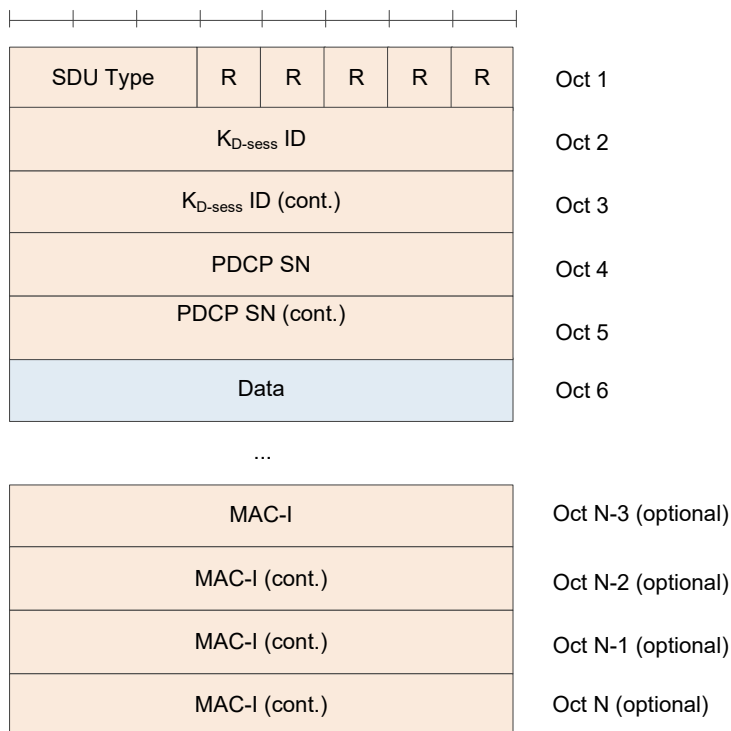 SDU Type R R R R R Oct 1
K_D-sess ID Oct 2
K_D-sess ID (cont.) Oct 3
PDCP SN Oct 4
PDCP SN (cont.) Oct 5
Data Oct 6
...
MAC-I Oct N-3 (optional)
MAC-I (cont.) Oct N-2 (optional)
MAC-I (cont.) Oct N-1 (optional)
MAC-I (cont.) Oct N (optional)